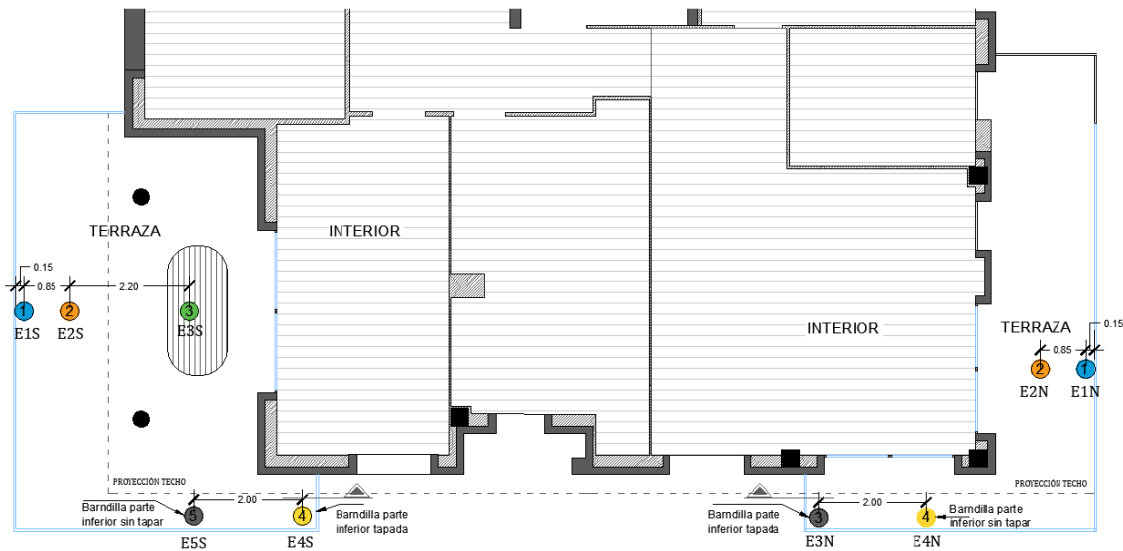 TERRAZA
INTERIOR
0.15
0.85
2.20
1
2
3
E1S
E2S
E3S
INTERIOR
TERRAZA
0.15
0.85
2
1
E2N
E1N
PROYECCIÓN TECHO
PROYECCIÓN TECHO
2.00
Barndilla parte
inferior sin tapar
5
4
Barndilla parte
inferior tapada
E5S
E4S
2.00
Barndilla parte
inferior tapada
3
4
Barndilla parte
inferior sin tapar
E3N
E4N